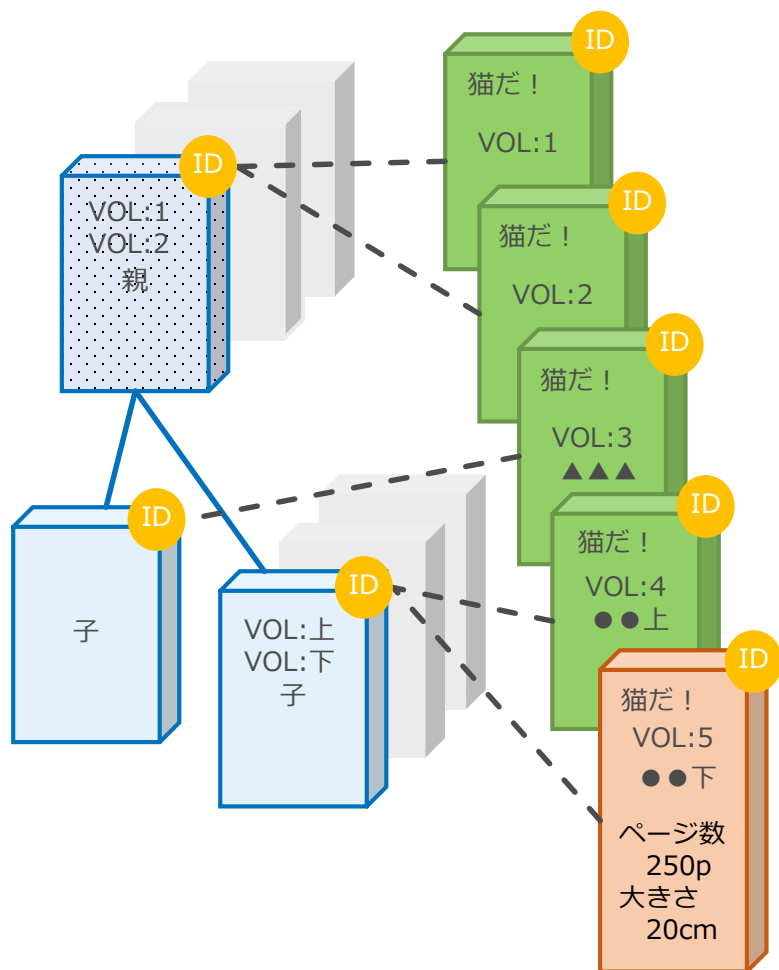 ID
VOL:1
VOL:2
親
ID
子
ID
VOL:上
VOL:下
子
ID
猫だ！
VOL:1
ID
猫だ！
VOL:2
ID
猫だ！
VOL:3
▲▲▲
ID
猫だ！
VOL:4
●●上
ID
猫だ！
VOL:5
●●下
ページ数
250p
大きさ
20cm